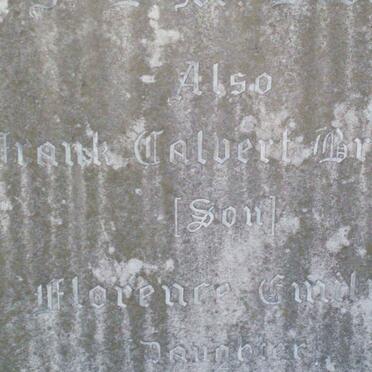 Also
Frank Calvert
[Son]
Florence
[Daughter